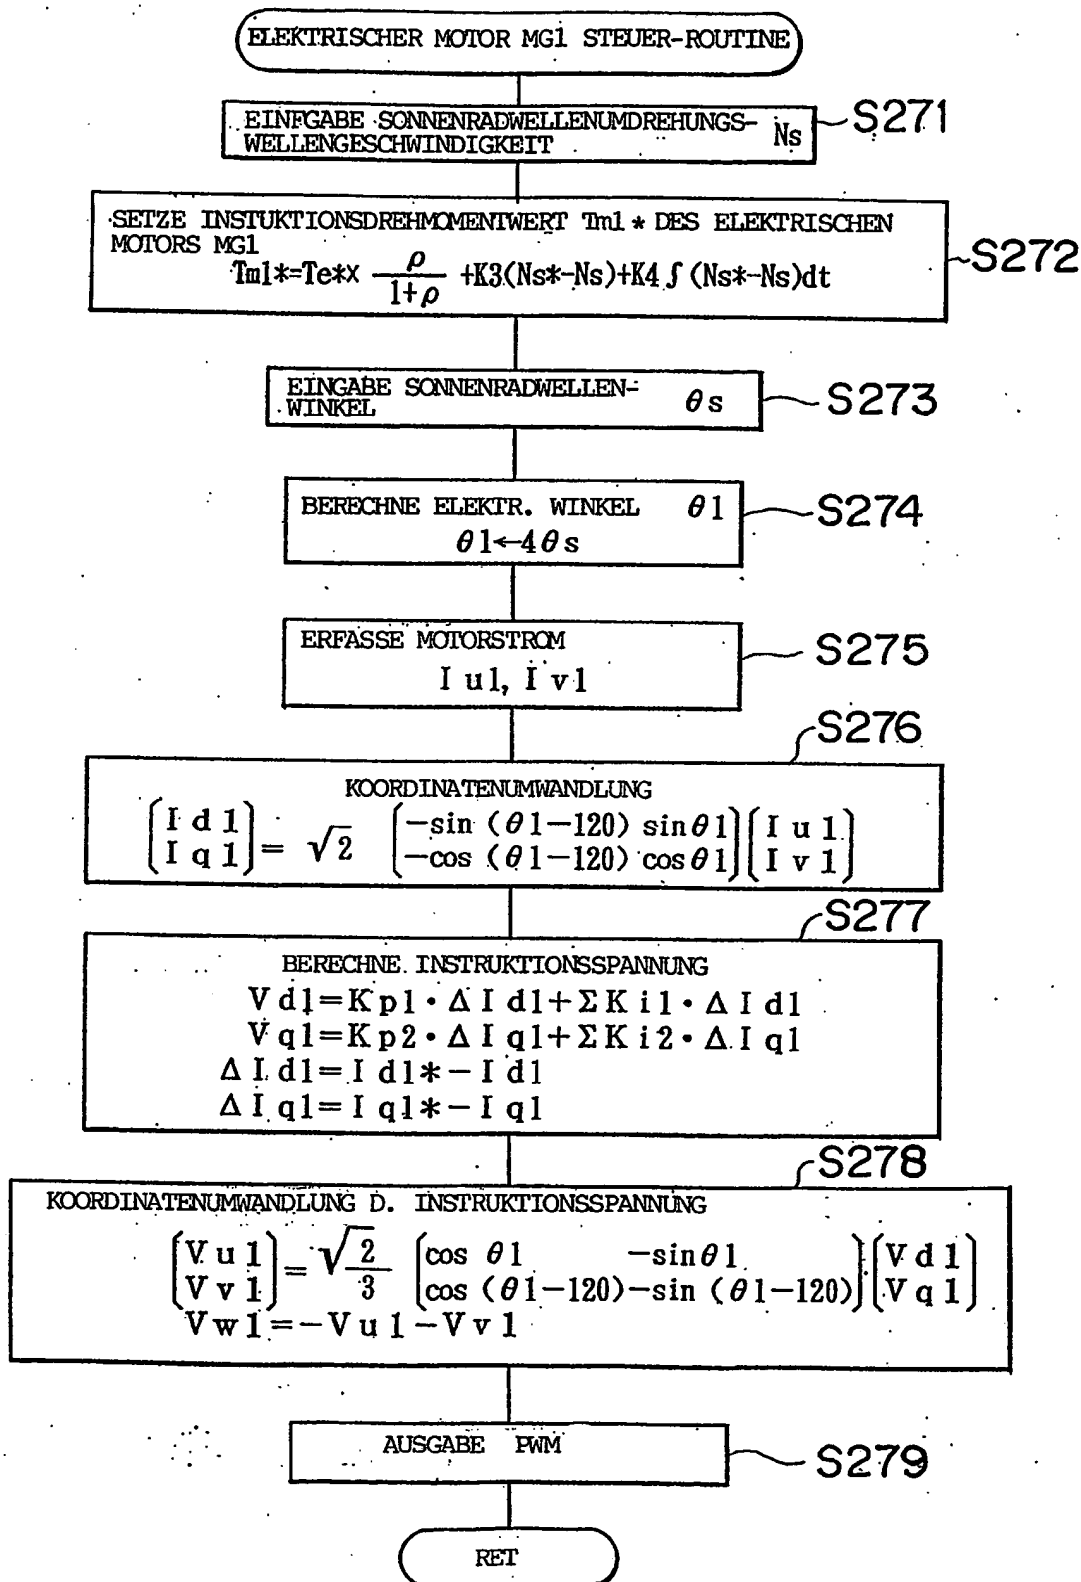 ELEKTRISCHER MOTOR MG1 STEUER-ROUTINE
S271
EINFGABE SONNENRADWELLENUMDREHUNGS-
WELLENGESCHWINDIGKEIT Ns
SETZE INSTUKTIONSDREHMOMENTWERT Tm1* DES ELEKTRISCHEN
MOTORS MG1
S272
Tm1*=Te*× ρ/1+ρ +K3(Ns*-Ns)+K4∫(Ns*-Ns)dt
EINGABE SONNENRADWELLEN-
WINKEL θs
S273
BERECHNE ELEKTR. WINKEL θ1
S274
θ1←4θs
ERFASSE MOTORSTROM
S275
Iu1, Iv1
S276
KOORDINATENUMWANDLUNG
[Id1] = √2 [-sin (θ1-120) sinθ1] [Iu1]
[Iq1] [-cos (θ1-120) cosθ1] [Iv1]
S277
BERECHNE INSTRUKTIONSSPANNUNG
Vd1=Kp1·ΔId1+ΣKi1·ΔId1
Vq1=Kp2·ΔIq1+ΣKi2·ΔIq1
ΔId1=Id1*-Id1
ΔIq1=Iq1*-Iq1
S278
KOORDINATENUMWANDLUNG D. INSTRUKTIONSSPANNUNG
[Vu1] = √2/3 [cos θ1 -sinθ1] [Vd1]
[Vv1] [cos (θ1-120)-sin (θ1-120)] [Vq1]
Vw1=-Vu1-Vv1
AUSGABE PWM
S279
RET